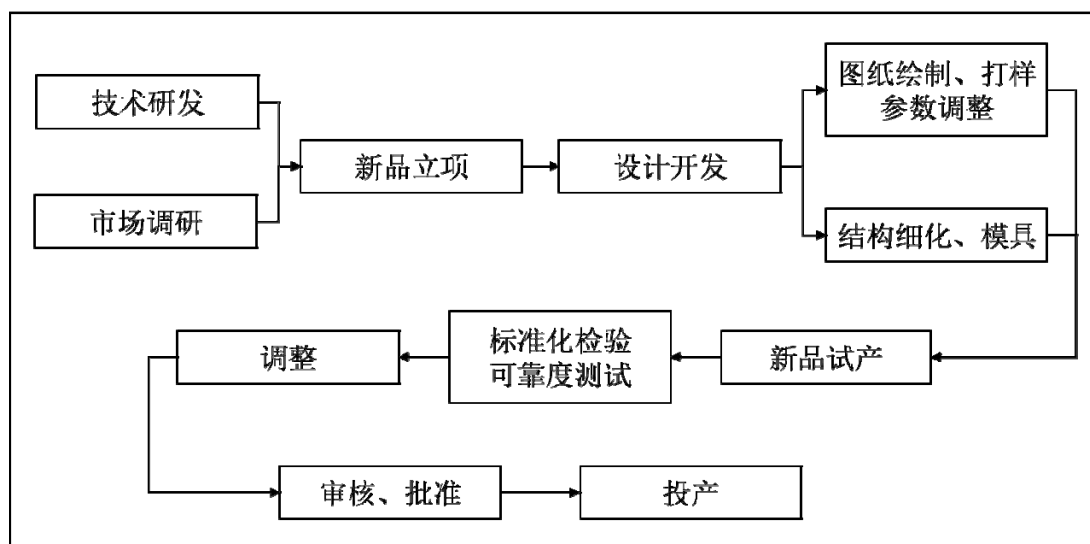 技术研发
市场调研
新品立项
设计开发
图纸绘制、打样
参数调整
结构细化、模具
新品试产
标准化检验
可靠度测试
调整
审核、批准
投产